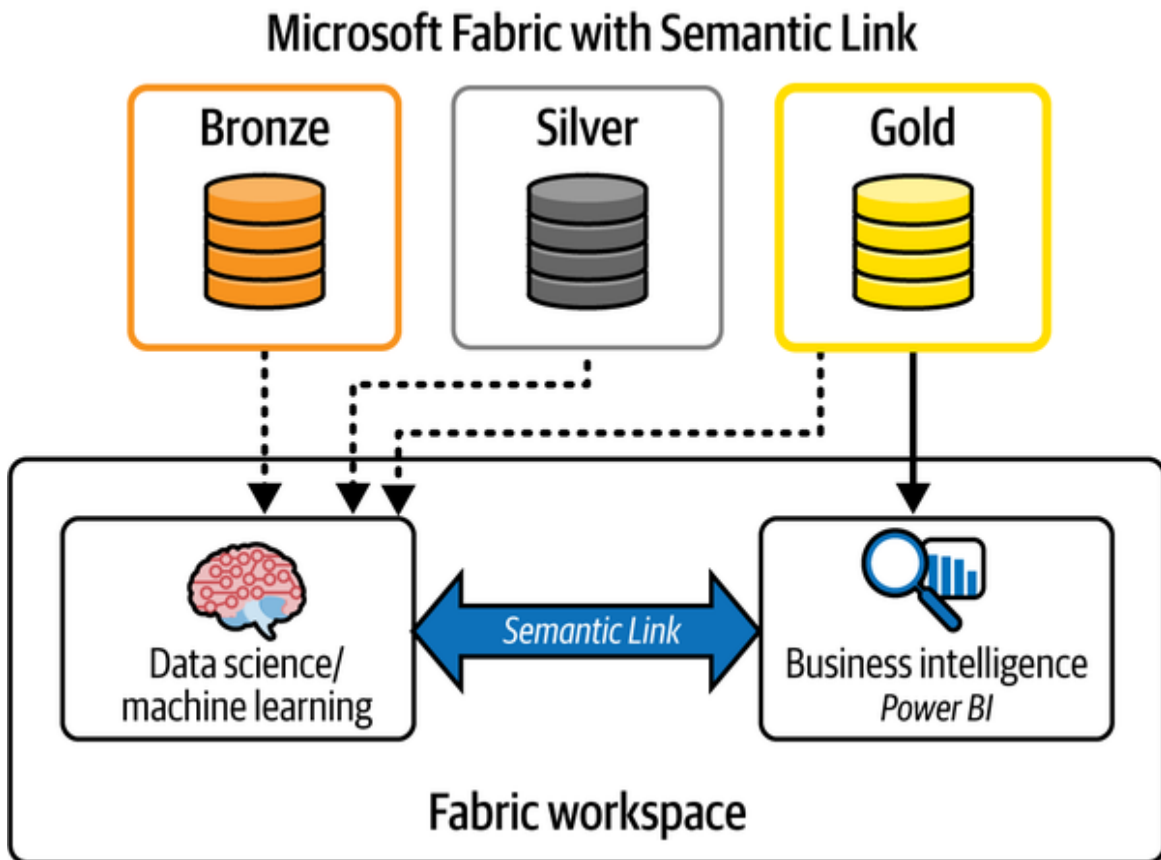 Microsoft Fabric with Semantic Link
Bronze
Silver
Gold
Data science/
machine learning
Semantic Link
Business intelligence
Power BI
Fabric workspace